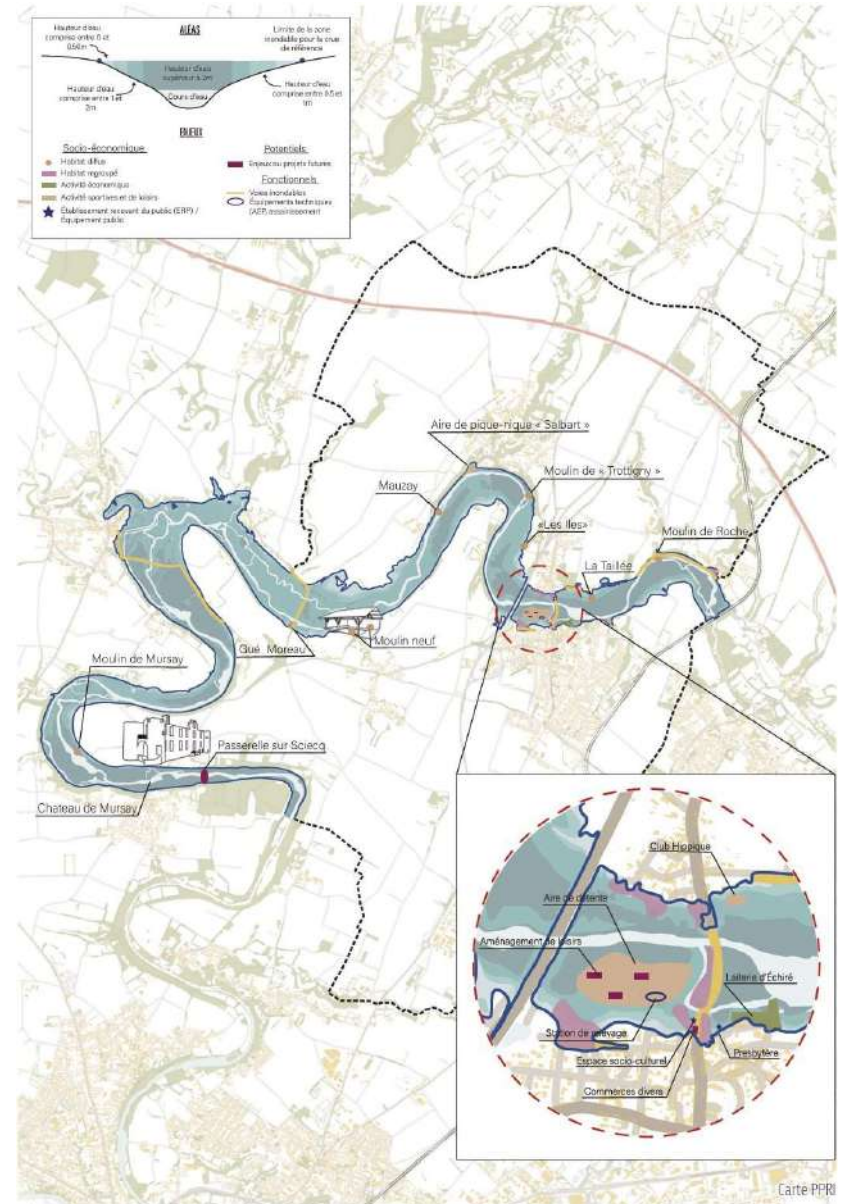 ALÉAS
Hauteur d'eau
comprise entre 0 et
0.50m
Limite de la zone
inondable pour la crue
de référence
Hauteur d'eau
supérieur à 2m
Hauteur d'eau
comprise entre 1 et
2m
Cours d'eau
Hauteur d'eau
comprise entre 0.5 et
1m
ENJEUX
Socio-économique
Habitat diffus
Habitat regroupé
Activité économique
Activité sportives et de loisirs
Établissement recevant du public (ERP) /
Équipement public
Potentiels
Enjeux ou projets futures
Fonctionnels
Voies inondables
Équipements techniques
(AEP, assainissement)
Aire de pique-nique « Salbart »
Mauzay
Moulin de « Trottigny »
«Les Iles»
Moulin de Roche
La Taillée
Gué Moreau
Moulin neuf
Moulin de Mursay
Passerelle sur Sciecq
Chateau de Mursay
Club Hippique
Aire de détente
Aménagement de loisirs
Laiterie d'Échiré
Station de relevage
Espace socio-culturel
Presbytère
Commerces divers
Carte PPRI